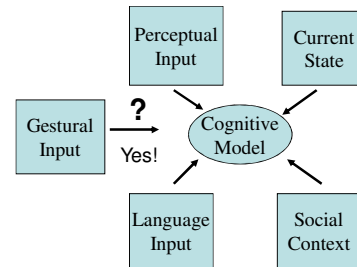 Perceptual
Input
Current
State
?
Gestural
Input
Yes!
Cognitive
Model
Language
Input
Social
Context